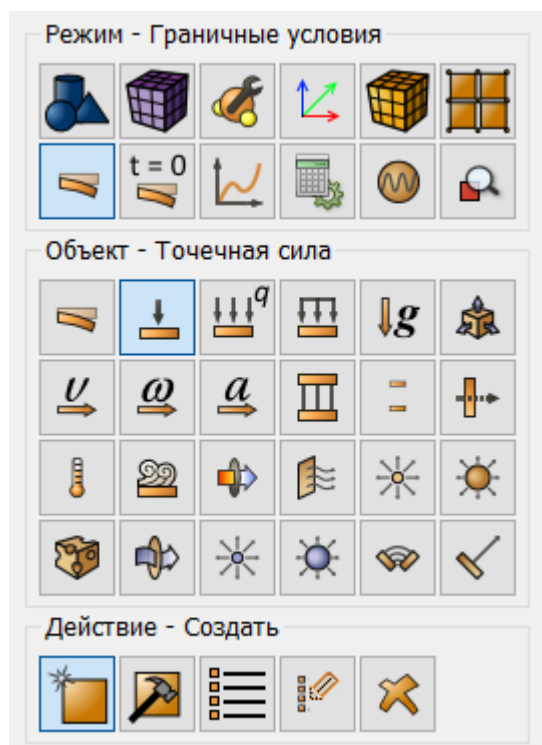 Режим - Граничные условия
t = 0
Объект - Точечная сила
q
g
υ ω a
Действие - Создать